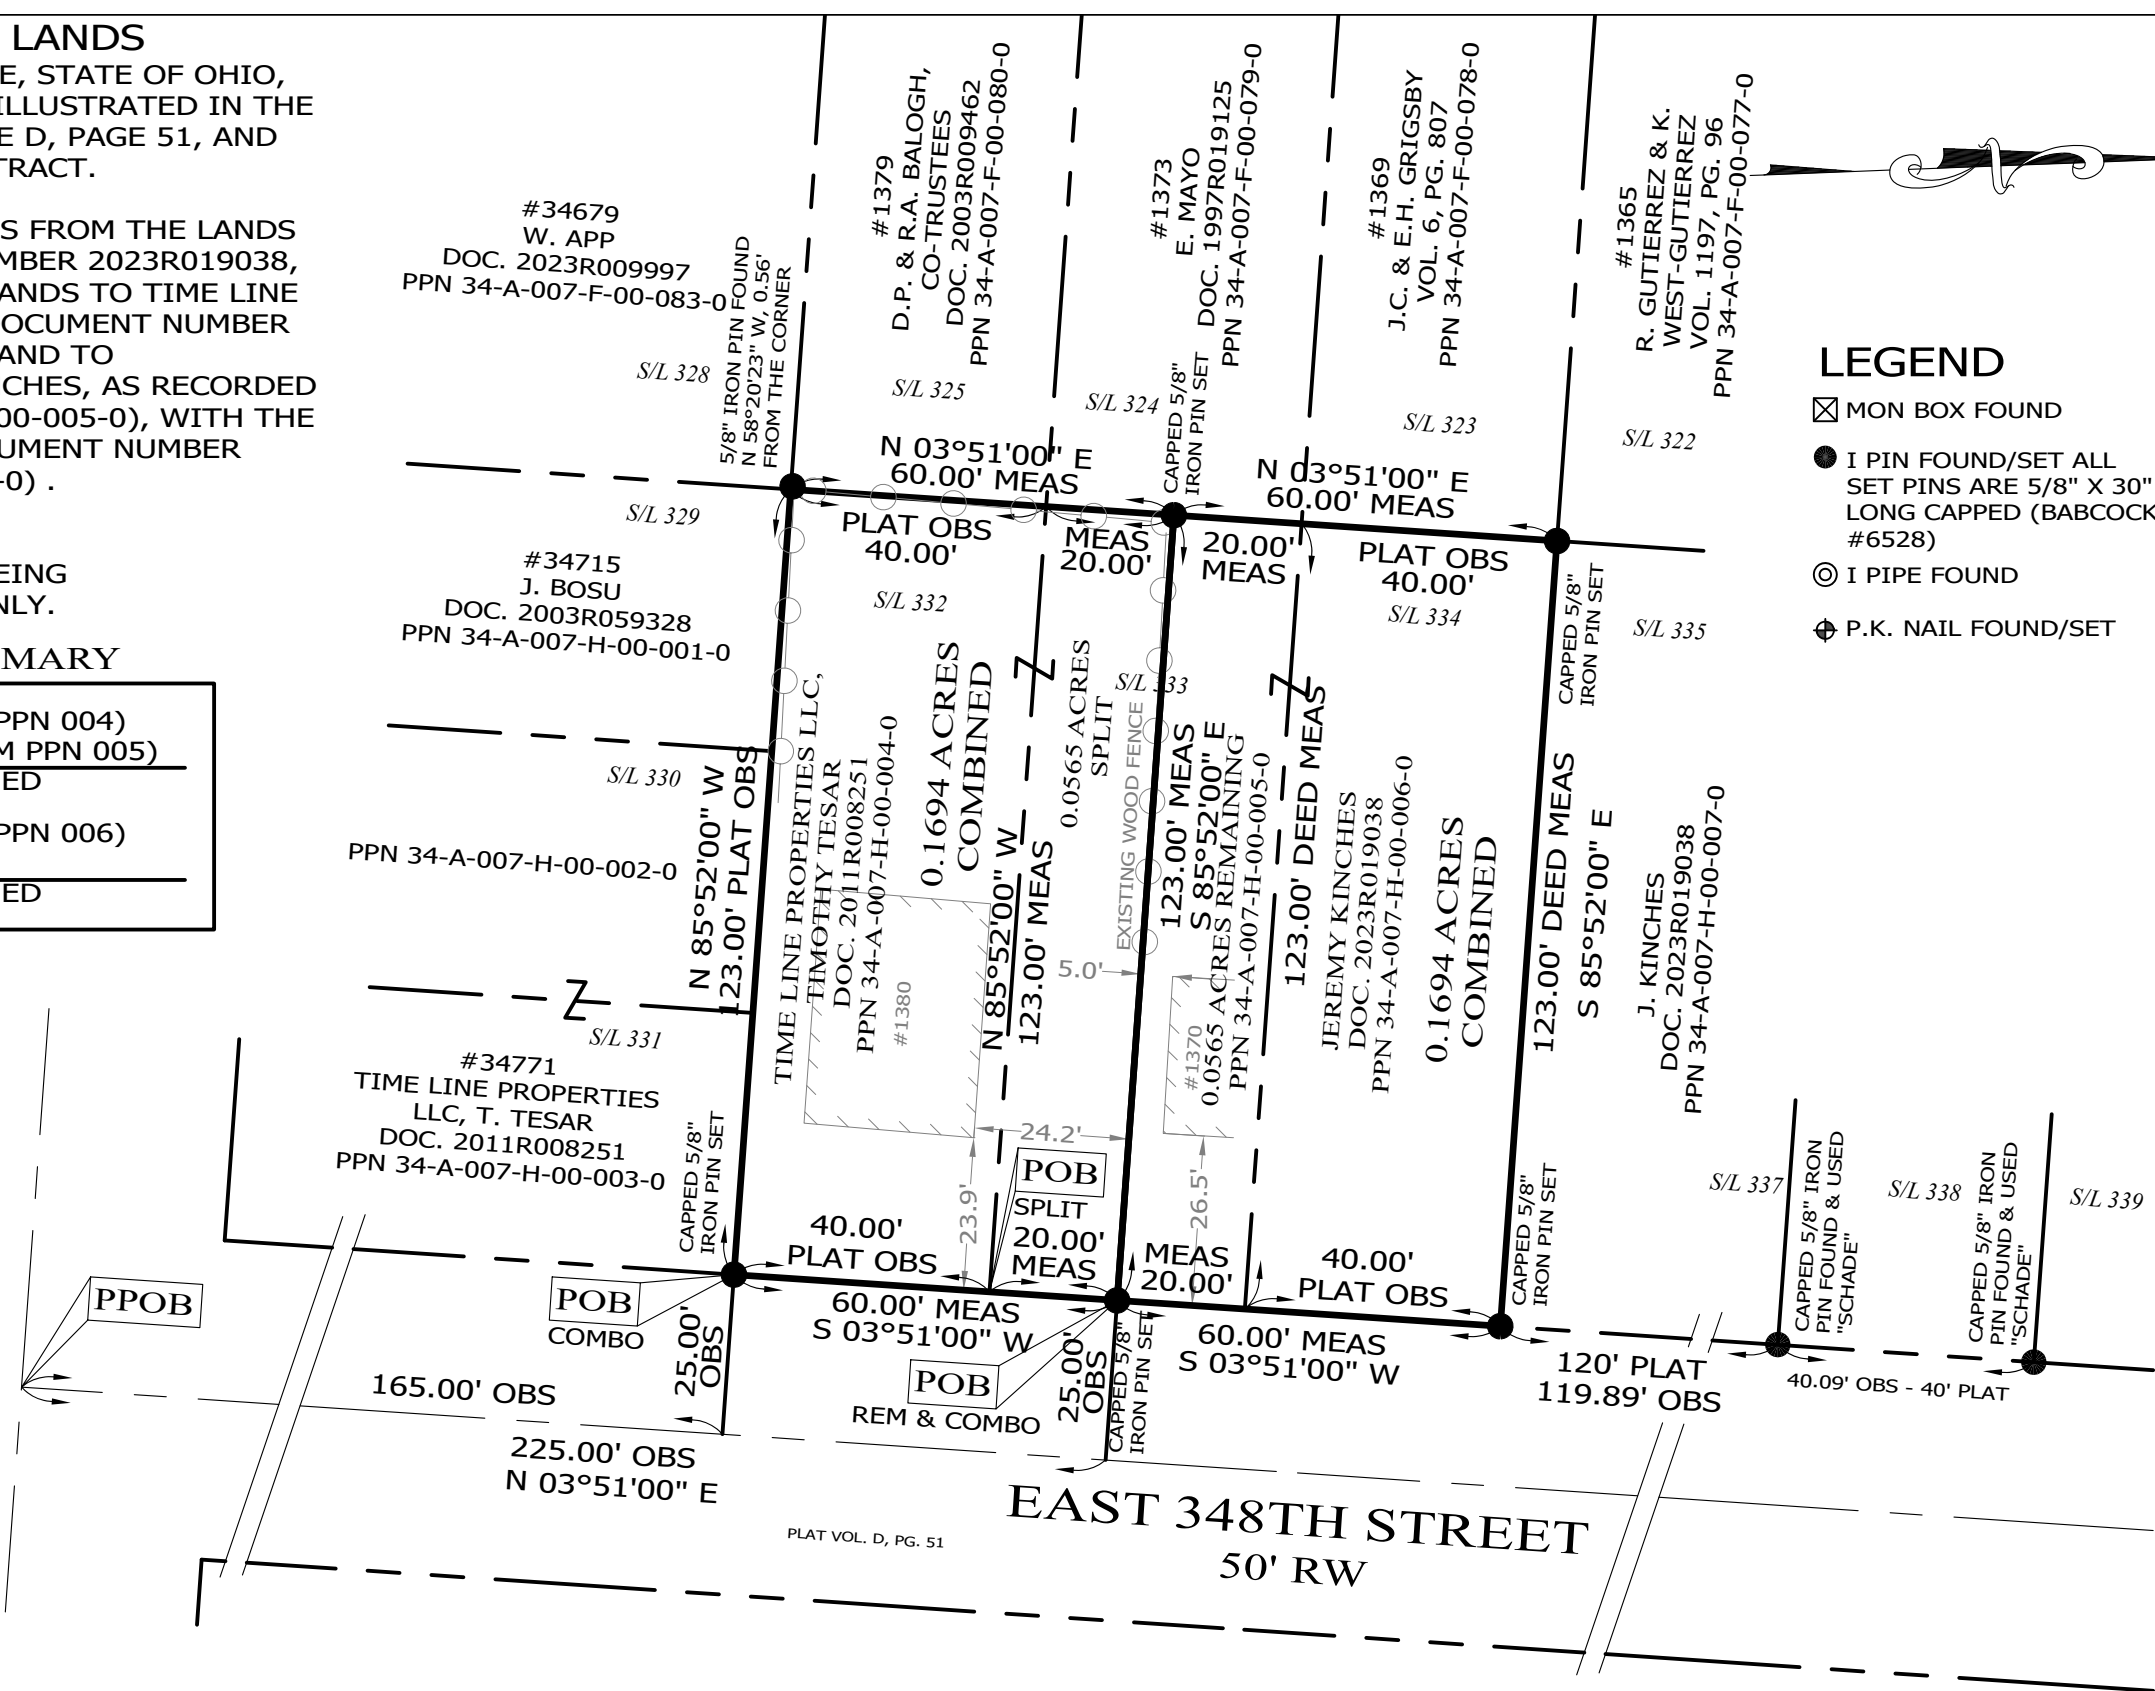 LANDS
E, STATE OF OHIO,
ILLUSTRATED IN THE
E D, PAGE 51, AND
TRACT.
S FROM THE LANDS
MBER 2023R019038,
ANDS TO TIME LINE
OCUMENT NUMBER
AND TO
CHES, AS RECORDED
00-005-0), WITH THE
UMENT NUMBER
-0) .
EING
NLY.
MARY
PPN 004)
M PPN 005)
ED
PPN 006)
ED
#34679
W. APP
DOC. 2023R009997
PPN 34-A-007-F-00-083-0
S/L 328
5/8" IRON PIN FOUND
N 58°20'23" W, 0.56'
FROM THE CORNER
#1379
D.P. & R.A. BALOGH,
CO-TRUSTEES
DOC. 2003R009462
PPN 34-A-007-F-00-080-0
S/L 325
#1373
E. MAYO
DOC. 1997R019125
PPN 34-A-007-F-00-079-0
S/L 324
CAPPED 5/8"
IRON PIN SET
#1369
J.C. & E.H. GRIGSBY
VOL. 6, PG. 807
PPN 34-A-007-F-00-078-0
S/L 323
#1365
R. GUTIERREZ & K.
WEST-GUTIERREZ
VOL. 1197, PG. 96
PPN 34-A-007-F-00-077-0
S/L 322
N
LEGEND
MON BOX FOUND
I PIN FOUND/SET ALL
SET PINS ARE 5/8" X 30"
LONG CAPPED (BABCOCK
#6528)
I PIPE FOUND
P.K. NAIL FOUND/SET
N 03°51'00" E
60.00' MEAS
N 03°51'00" E
60.00' MEAS
PLAT OBS
40.00'
MEAS
20.00'
20.00'
MEAS
PLAT OBS
40.00'
S/L 329
#34715
J. BOSU
DOC. 2003R059328
PPN 34-A-007-H-00-001-0
S/L 332
S/L 333
S/L 334
S/L 335
CAPPED 5/8"
IRON PIN SET
S/L 330
PPN 34-A-007-H-00-002-0
N 85°52'00" W
123.00' PLAT OBS
TIME LINE PROPERTIES LLC,
TIMOTHY TESAR
DOC. 2011R008251
PPN 34-A-007-H-00-004-0
#1380
0.1694 ACRES
COMBINED
N 85°52'00" W
123.00' MEAS
0.0565 ACRES
SPLIT
EXISTING WOOD FENCE
5.0'
123.00' MEAS
S 85°52'00" E
#1370
0.0565 ACRES REMAINING
PPN 34-A-007-H-00-005-0
123.00' DEED MEAS
JEREMY KINCHES
DOC. 2023R019038
PPN 34-A-007-H-00-006-0
0.1694 ACRES
COMBINED
123.00' DEED MEAS
S 85°52'00" E
J. KINCHES
DOC. 2023R019038
PPN 34-A-007-H-00-007-0
S/L 331
#34771
TIME LINE PROPERTIES
LLC, T. TESAR
DOC. 2011R008251
PPN 34-A-007-H-00-003-0
CAPPED 5/8"
IRON PIN SET
24.2'
23.9'
26.5'
POB
SPLIT
40.00'
PLAT OBS
20.00'
MEAS
MEAS
20.00'
40.00'
PLAT OBS
CAPPED 5/8"
IRON PIN SET
S/L 337
CAPPED 5/8" IRON
PIN FOUND & USED
"SCHADE"
S/L 338
CAPPED 5/8" IRON
PIN FOUND & USED
"SCHADE"
S/L 339
PPOB
POB
COMBO
60.00' MEAS
S 03°51'00" W
60.00' MEAS
S 03°51'00" W
25.00'
OBS
POB
REM & COMBO
25.00'
OBS
CAPPED 5/8"
IRON PIN SET
120' PLAT
119.89' OBS
40.09' OBS - 40' PLAT
165.00' OBS
225.00' OBS
N 03°51'00" E
EAST 348TH STREET
50' RW
PLAT VOL. D, PG. 51